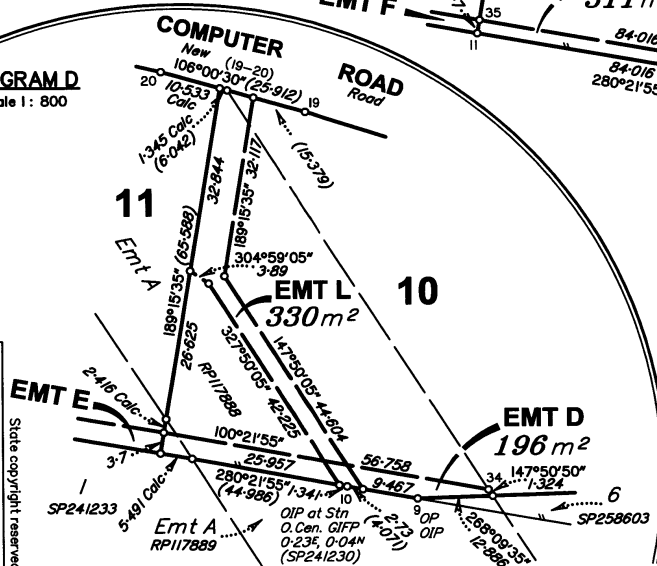 EMT F
35
11
311 m
84·016
84·016
280°21'55
COMPUTER
ROAD
Road
New (19-20)
106°00'30" (25·912)
20
19
GRAM D
ale 1: 800
10·533
Calc
1·345 Calc
(6·042)
(15·379)
32·844
32·117
189°15'35"
11
Emt A
189°15'35" (65·588)
26·625
304°59'05"
3·89
EMT L
330m²
10
327°50'05" 42·225
147°50'05" 44·604
RP117888
2·416 Calc
EMT E
3·7
100°21'55"
56·758
25·957
280°21'55"
(44·986)
1·341
9·467
5·491 Calc
EMT D
196 m²
34
147°50'50"
1·324
1
SP241233
6
SP258603
10
9
OP
OIP
2·73
(4·071)
268°09'35"
12·886
Emt A
RP117889
OIP at Stn
O.Cen. GIFP
0·23E, 0·04N
(SP241230)
State copyright reserved